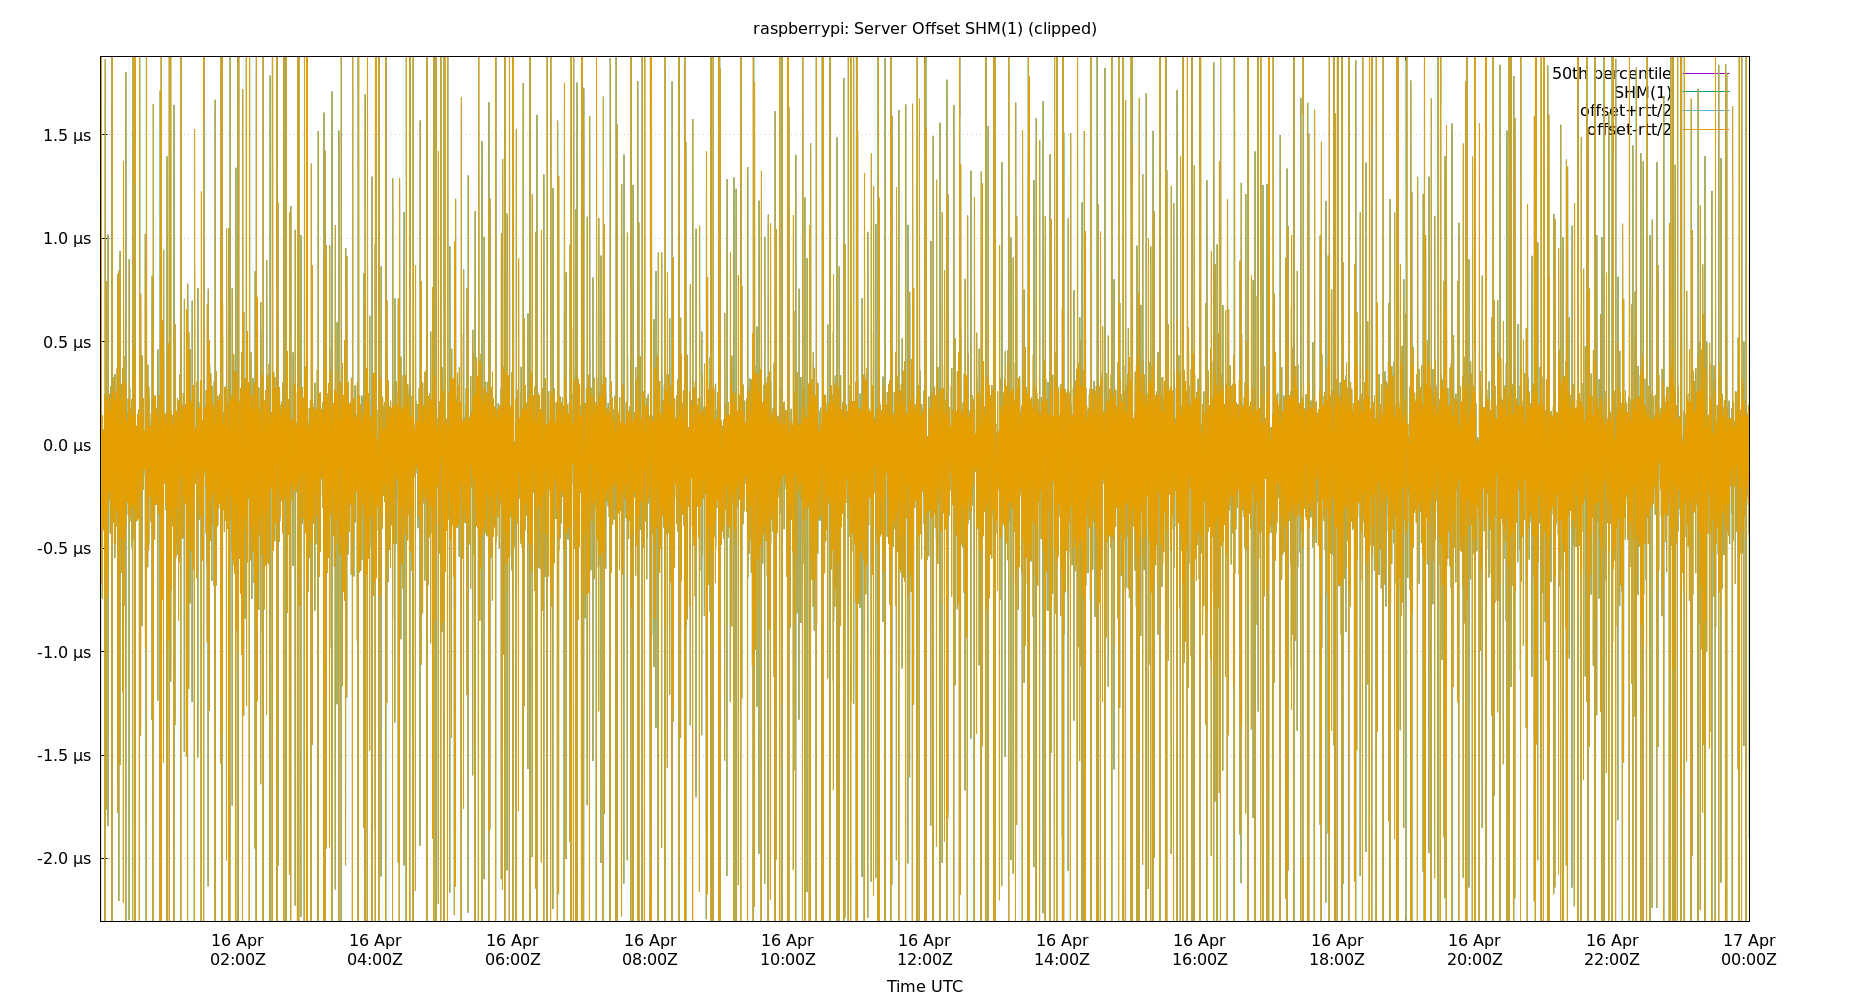 raspberrypi: Server Offset SHM(1) (clipped)
50th percentile
SHM(1)
offset+rtt/2
offset-rtt/2
1.5 µs
1.0 µs
0.5 µs
0.0 µs
-0.5 µs
-1.0 µs
-1.5 µs
-2.0 µs
16 Apr 16 Apr 16 Apr 16 Apr 16 Apr 16 Apr 16 Apr 16 Apr 16 Apr 16 Apr 16 Apr 17 Apr
02:00Z 04:00Z 06:00Z 08:00Z 10:00Z 12:00Z 14:00Z 16:00Z 18:00Z 20:00Z 22:00Z 00:00Z
Time UTC